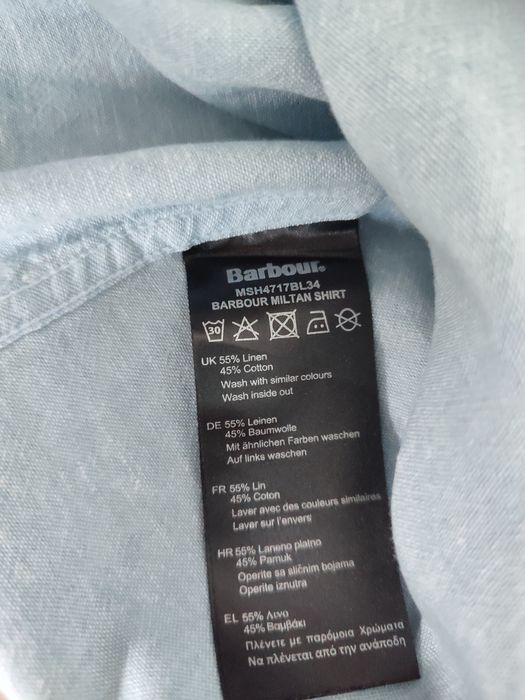 Barbour®
MSH4717BL34
BARBOUR MILTAN SHIRT
30
UK 55% Linen
45% Cotton
Wash with similar colours
Wash inside out
DE 55% Leinen
45% Baumwolle
Mit ähnlichen Farben waschen
Auf links waschen
FR 55% Lin
45% Coton
Laver avec des couleurs similaires
Laver sur l'envers
HR 55% Laneno platno
45% Pamuk
Operite sa sličnim bojama
Operite iznutra
EL 55% Λινο
45% Βαμβάκι
Πλένετε με παρόμοια Χρώματα
Να πλένεται από την ανάποδη